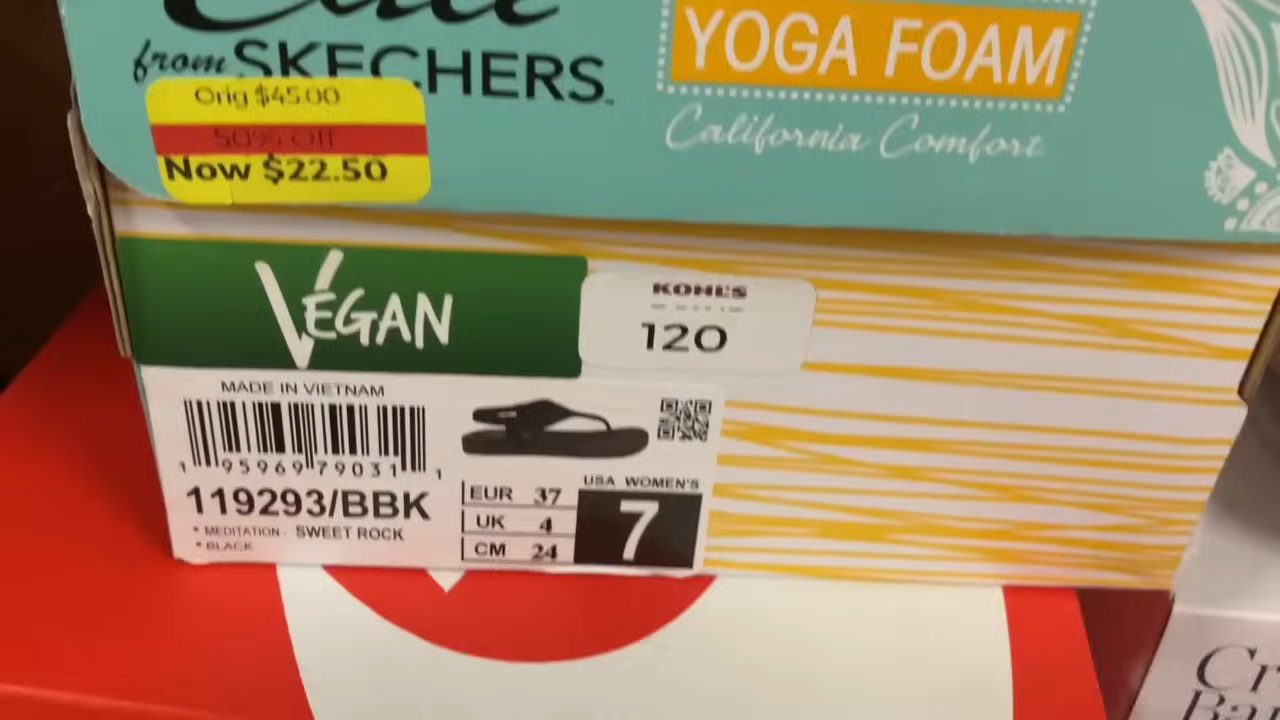 from SKECHERS
YOGA FOAM
California Comfort
Orig $45.00
50% Off
Now $22.50
VEGAN
KOHL'S
120
MADE IN VIETNAM
1 95969 79031 1
119293/BBK
* MEDITATION - SWEET ROCK
* BLACK
EUR 37
UK 4
CM 24
USA WOMEN'S
7